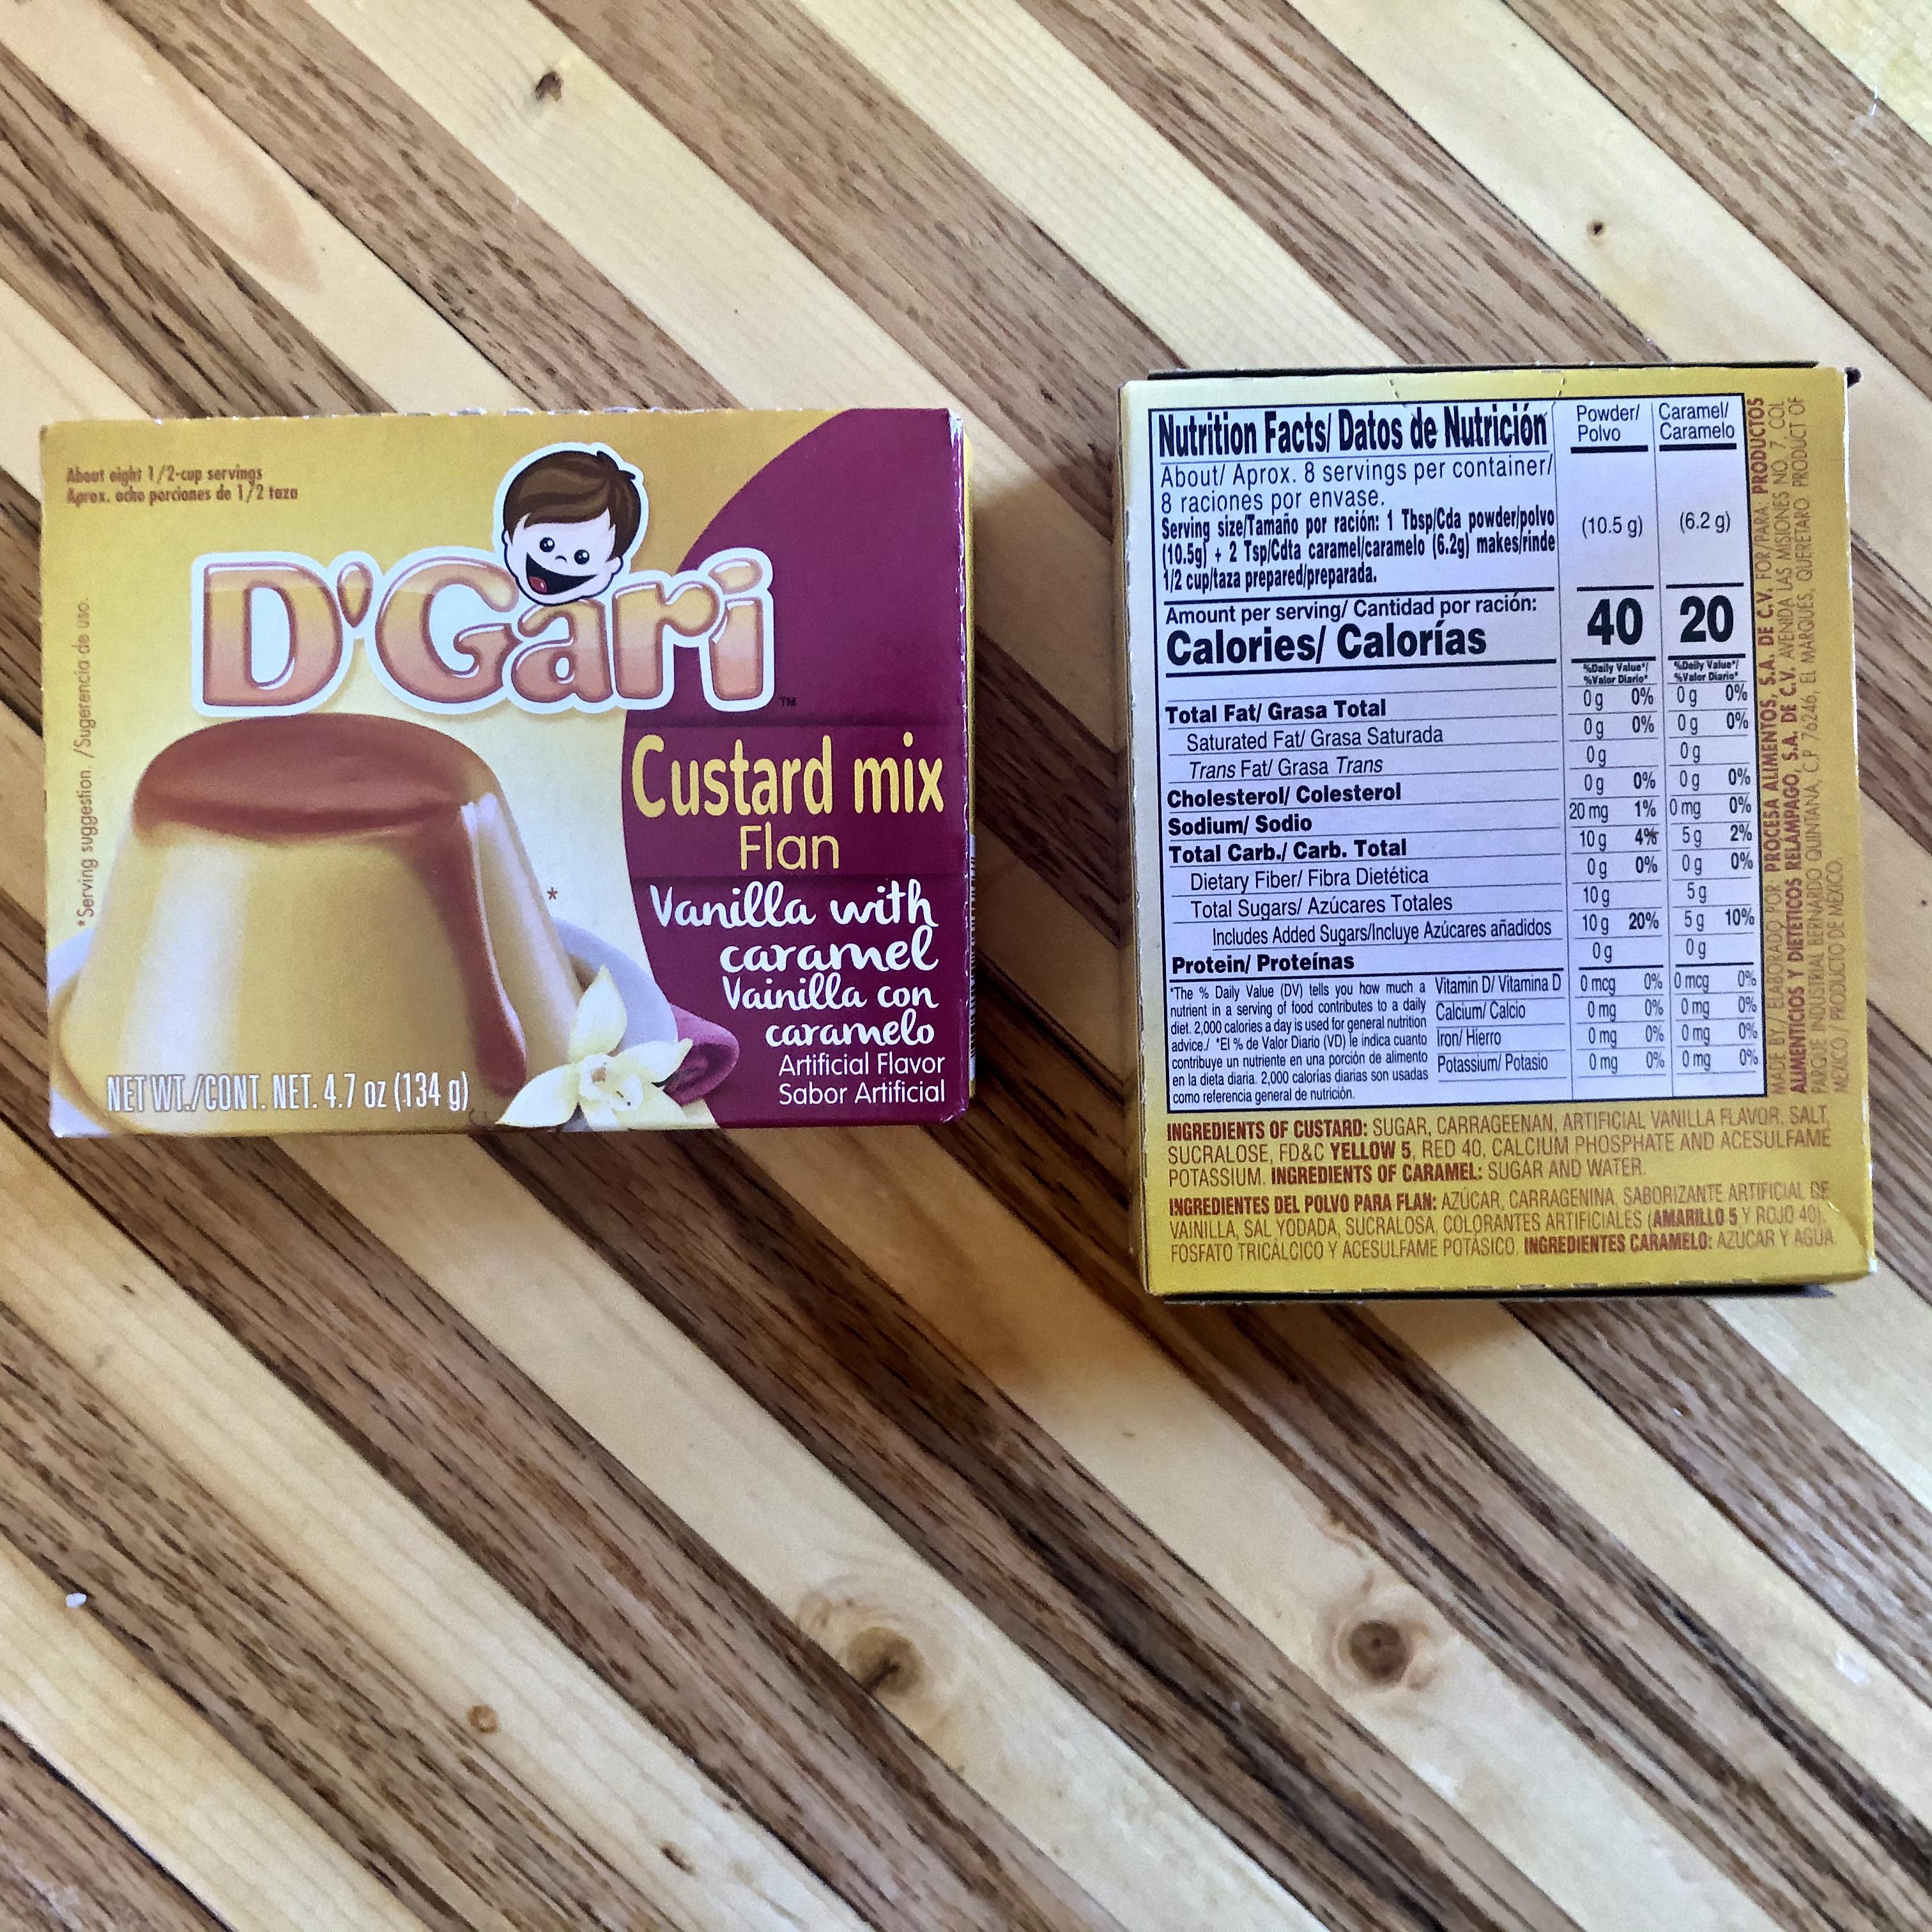 About eight 1/2-cup servings
Aprox. ocho porciones de 1/2 taza
*Serving suggestion. /Sugerencia de uso.
D'Gari
TM
Custard mix
Flan
Vanilla with
caramel
Vainilla con
caramelo
Artificial Flavor
Sabor Artificial
*
NET WT./CONT. NET. 4.7 oz (134 g)
Nutrition Facts/ Datos de Nutrición
Powder/ Caramel/
Polvo Caramelo
About/ Aprox. 8 servings per container/
8 raciones por envase.
Serving size/Tamaño por ración: 1 Tbsp/Cda powder/polvo
(10.5g) + 2 Tsp/Cdta caramel/caramelo (6.2g) makes/rinde
1/2 cup/taza prepared/preparada.
(10.5 g) (6.2 g)
Amount per serving/ Cantidad por ración:
Calories/ Calorías 40 20
%Daily Value*/ %Daily Value*/
%Valor Diario* %Valor Diario*
Total Fat/ Grasa Total 0 g 0% 0 g 0%
Saturated Fat/ Grasa Saturada 0 g 0% 0 g 0%
Trans Fat/ Grasa Trans 0 g 0 g
Cholesterol/ Colesterol 0 g 0% 0 g 0%
Sodium/ Sodio 20 mg 1% 0 mg 0%
Total Carb./ Carb. Total 10 g 4% 5 g 2%
Dietary Fiber/ Fibra Dietética 0 g 0% 0 g 0%
Total Sugars/ Azúcares Totales 10 g 5 g
Includes Added Sugars/Incluye Azúcares añadidos 10 g 20% 5 g 10%
Protein/ Proteínas 0 g 0 g
*The % Daily Value (DV) tells you how much a
nutrient in a serving of food contributes to a daily
diet. 2,000 calories a day is used for general nutrition
advice./ *El % de Valor Diario (VD) le indica cuanto
contribuye un nutriente en una porción de alimento
en la dieta diaria. 2,000 calorías diarias son usadas
como referencia general de nutrición.
Vitamin D/ Vitamina D 0 mcg 0% 0 mcg 0%
Calcium/ Calcio 0 mg 0% 0 mg 0%
Iron/ Hierro 0 mg 0% 0 mg 0%
Potassium/ Potasio 0 mg 0% 0 mg 0%
INGREDIENTS OF CUSTARD: SUGAR, CARRAGEENAN, ARTIFICIAL VANILLA FLAVOR, SALT,
SUCRALOSE, FD&C YELLOW 5, RED 40, CALCIUM PHOSPHATE AND ACESULFAME
POTASSIUM. INGREDIENTS OF CARAMEL: SUGAR AND WATER.
INGREDIENTES DEL POLVO PARA FLAN: AZÚCAR, CARRAGENINA, SABORIZANTE ARTIFICIAL DE
VAINILLA, SAL YODADA, SUCRALOSA, COLORANTES ARTIFICIALES (AMARILLO 5 Y ROJO 40),
FOSFATO TRICÁLCICO Y ACESULFAME POTÁSICO. INGREDIENTES CARAMELO: AZÚCAR Y AGUA.
MADE BY / ELABORADO POR: PROCESA ALIMENTOS, S.A. DE C.V. FOR/PARA: PRODUCTOS
ALIMENTICIOS Y DIETÉTICOS RELÁMPAGO, S.A. DE C.V. AVENIDA LAS MISIONES NO. 7, COL
PARQUE INDUSTRIAL BERNARDO QUINTANA, C.P 76246, EL MARQUÉS, QUERÉTARO PRODUCT OF
MEXICO / PRODUCTO DE MÉXICO.